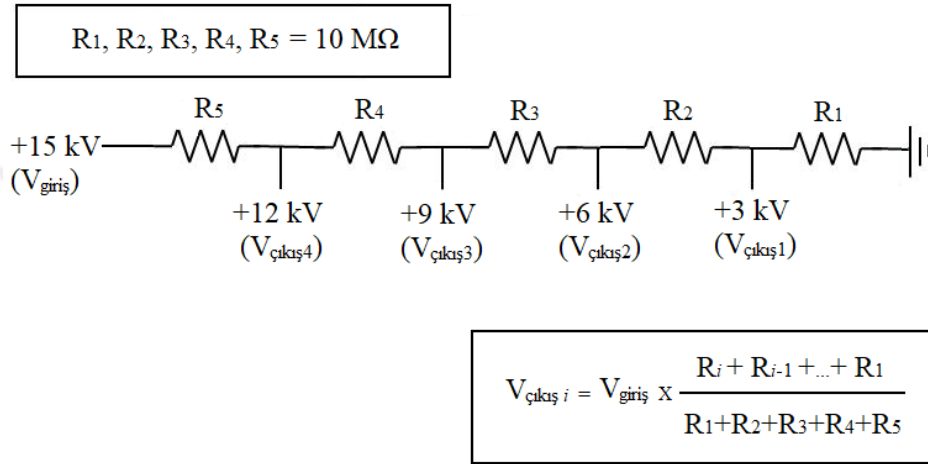 R₁, R₂, R₃, R₄, R₅ = 10 MΩ
R₅ R₄ R₃ R₂ R₁
+15 kV
(Vgiriş)
+12 kV +9 kV +6 kV +3 kV
(Vçıkış4) (Vçıkış3) (Vçıkış2) (Vçıkış1)
Ri + Ri-1 +...+ R1
Vçıkış i = Vgiriş x
R1+R2+R3+R4+R5